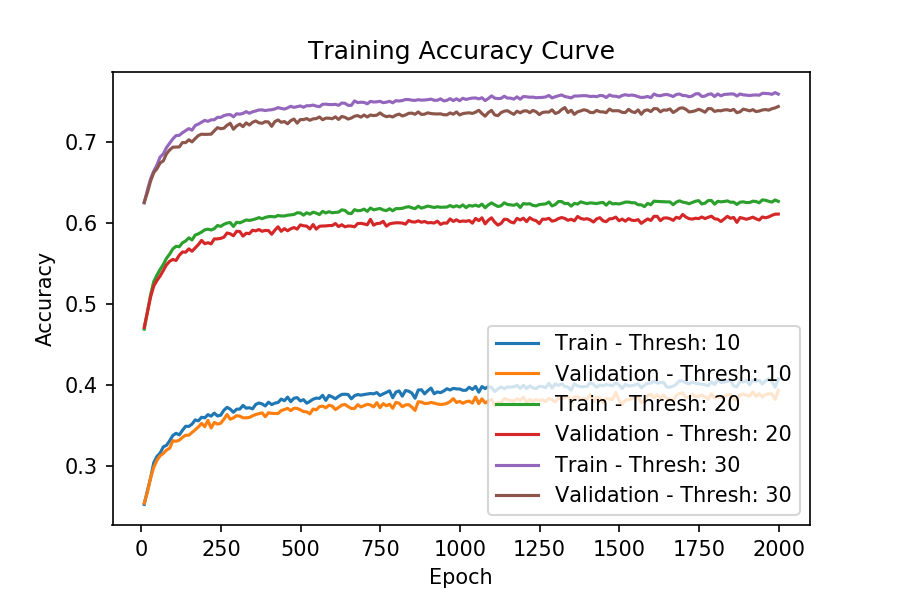 Training Accuracy Curve
Accuracy
0.7
0.6
0.5
0.4
0.3
Train - Thresh: 10
Validation - Thresh: 10
Train - Thresh: 20
Validation - Thresh: 20
Train - Thresh: 30
Validation - Thresh: 30
0 250 500 750 1000 1250 1500 1750 2000
Epoch